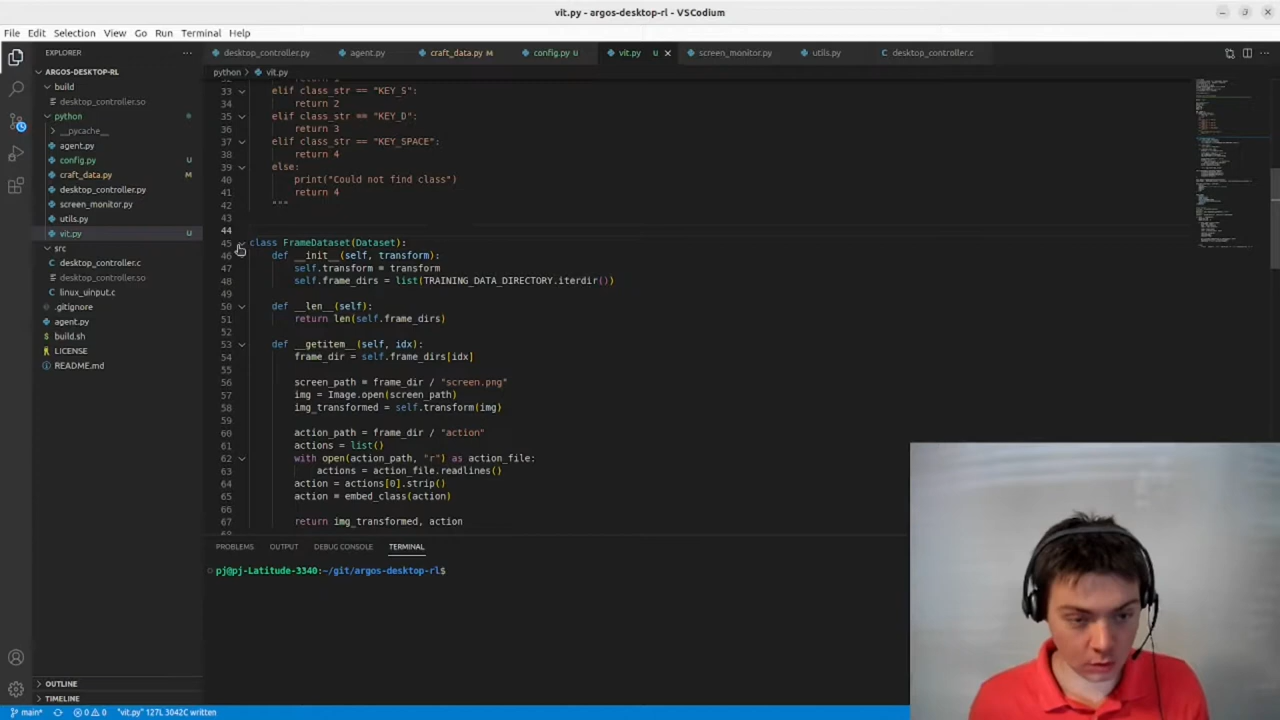 vit.py - argos-desktop-rl - VSCodium
File Edit Selection View Go Run Terminal Help
EXPLORER
desktop_controller.py
agent.py
craft_data.py M
config.py U
vit.py U
screen_monitor.py
utils.py
desktop_controller.c
ARGOS-DESKTOP-RL
build
desktop_controller.so
python
__pycache__
agent.py
config.py U
craft_data.py M
desktop_controller.py
screen_monitor.py
utils.py
vit.py U
src
desktop_controller.c
desktop_controller.so
linux_uinput.c
.gitignore
agent.py
build.sh
LICENSE
README.md
OUTLINE
TIMELINE
python > vit.py
33 elif class_str == "KEY_S":
34 return 2
35 elif class_str == "KEY_D":
36 return 3
37 elif class_str == "KEY_SPACE":
38 return 4
39 else:
40 print("Could not find class")
41 return 4
42 """
43
44
45 class FrameDataset(Dataset):
46 def __init__(self, transform):
47 self.transform = transform
48 self.frame_dirs = list(TRAINING_DATA_DIRECTORY.iterdir())
49
50 def __len__(self):
51 return len(self.frame_dirs)
52
53 def __getitem__(self, idx):
54 frame_dir = self.frame_dirs[idx]
55
56 screen_path = frame_dir / "screen.png"
57 img = Image.open(screen_path)
58 img_transformed = self.transform(img)
59
60 action_path = frame_dir / "action"
61 actions = list()
62 with open(action_path, "r") as action_file:
63 actions = action_file.readlines()
64 action = actions[0].strip()
65 action = embed_class(action)
66
67 return img_transformed, action
PROBLEMS OUTPUT DEBUG CONSOLE TERMINAL
pj@pj-Latitude-3340:~/git/argos-desktop-rl$
main* 0 0 "vit.py" 127L 3042C written